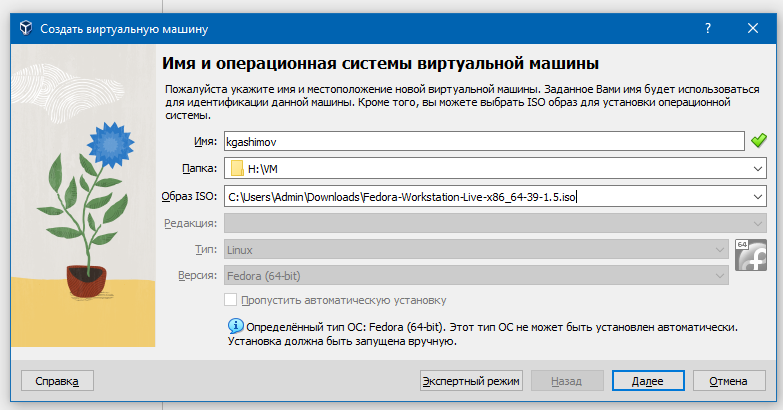 Создать виртуальную машину
Имя и операционная системы виртуальной машины
Пожалуйста укажите имя и местоположение новой виртуальной машины. Заданное Вами имя будет использоваться
для идентификации данной машины. Кроме того, вы можете выбрать ISO образ для установки операционной
системы.
Имя: kgashimov
Папка: H:\VM
Образ ISO: C:\Users\Admin\Downloads\Fedora-Workstation-Live-x86_64-39-1.5.iso
Редакция:
Тип: Linux
64
Версия: Fedora (64-bit)
Пропустить автоматическую установку
Определённый тип ОС: Fedora (64-bit). Этот тип ОС не может быть установлен автоматически.
Установка должна быть запущена вручную.
Справка Экспертный режим Назад Далее Отмена